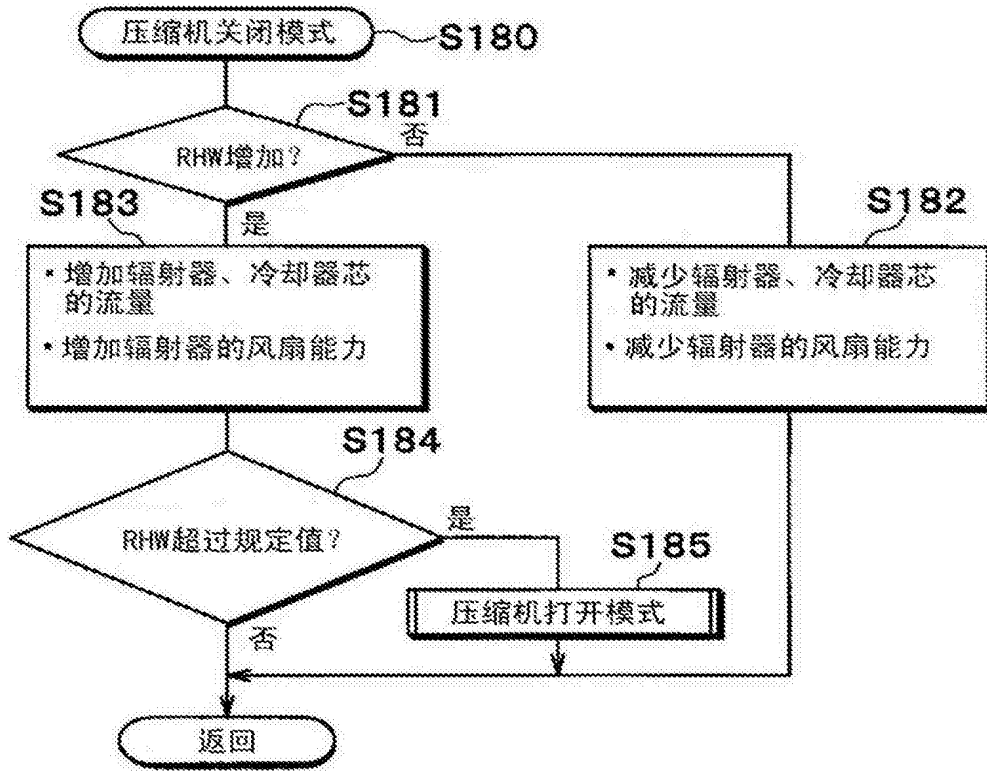 压缩机关闭模式
S180
S181
否
RHW增加?
S183
是
S182
• 增加辐射器、冷却器芯
的流量
• 增加辐射器的风扇能力
• 减少辐射器、冷却器芯
的流量
• 减少辐射器的风扇能力
S184
是
RHW超过规定值?
S185
压缩机打开模式
否
返回